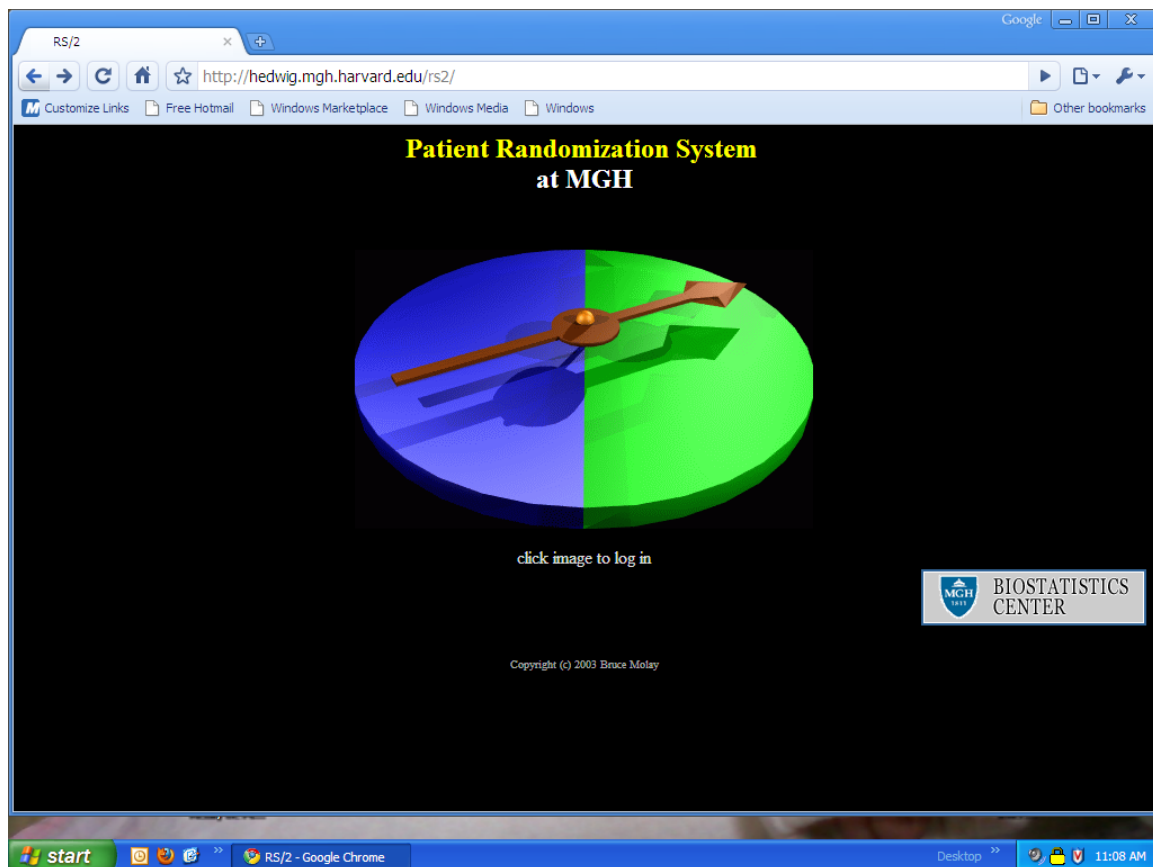 Google
RS/2
http://hedwig.mgh.harvard.edu/rs2/
Customize Links Free Hotmail Windows Marketplace Windows Media Windows Other bookmarks
Patient Randomization System
at MGH
click image to log in
MGH
1811
BIOSTATISTICS
CENTER
Copyright (c) 2003 Bruce Molay
start RS/2 - Google Chrome Desktop 11:08 AM